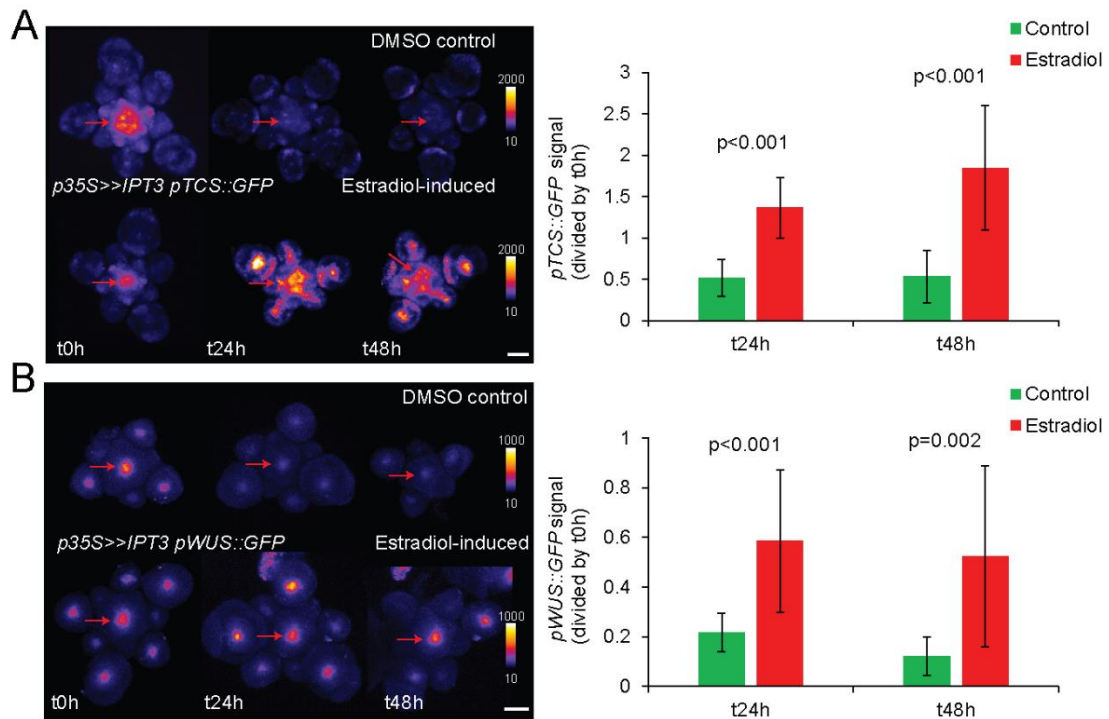 A
DMSO control
2000
10
p35S>>IPT3 pTCS::GFP
Estradiol-induced
2000
10
t0h
t24h
t48h
Control
Estradiol
p<0.001
p<0.001
pTCS::GFP signal
(divided by t0h)
3
2.5
2
1.5
1
0.5
0
t24h
t48h
B
DMSO control
1000
10
p35S>>IPT3 pWUS::GFP
Estradiol-induced
1000
10
t0h
t24h
t48h
Control
Estradiol
p<0.001
p=0.002
pWUS::GFP signal
(divided by t0h)
1
0.8
0.6
0.4
0.2
0
t24h
t48h